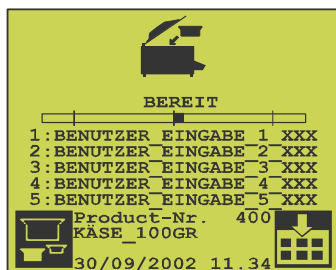 BEREIT
1:BENUTZER_EINGABE_1_XXX
2:BENUTZER_EINGABE_2_XXX
3:BENUTZER_EINGABE_3_XXX
4:BENUTZER_EINGABE_4_XXX
5:BENUTZER_EINGABE_5_XXX
Product-Nr. 400
KÄSE_100GR
30/09/2002 11.34